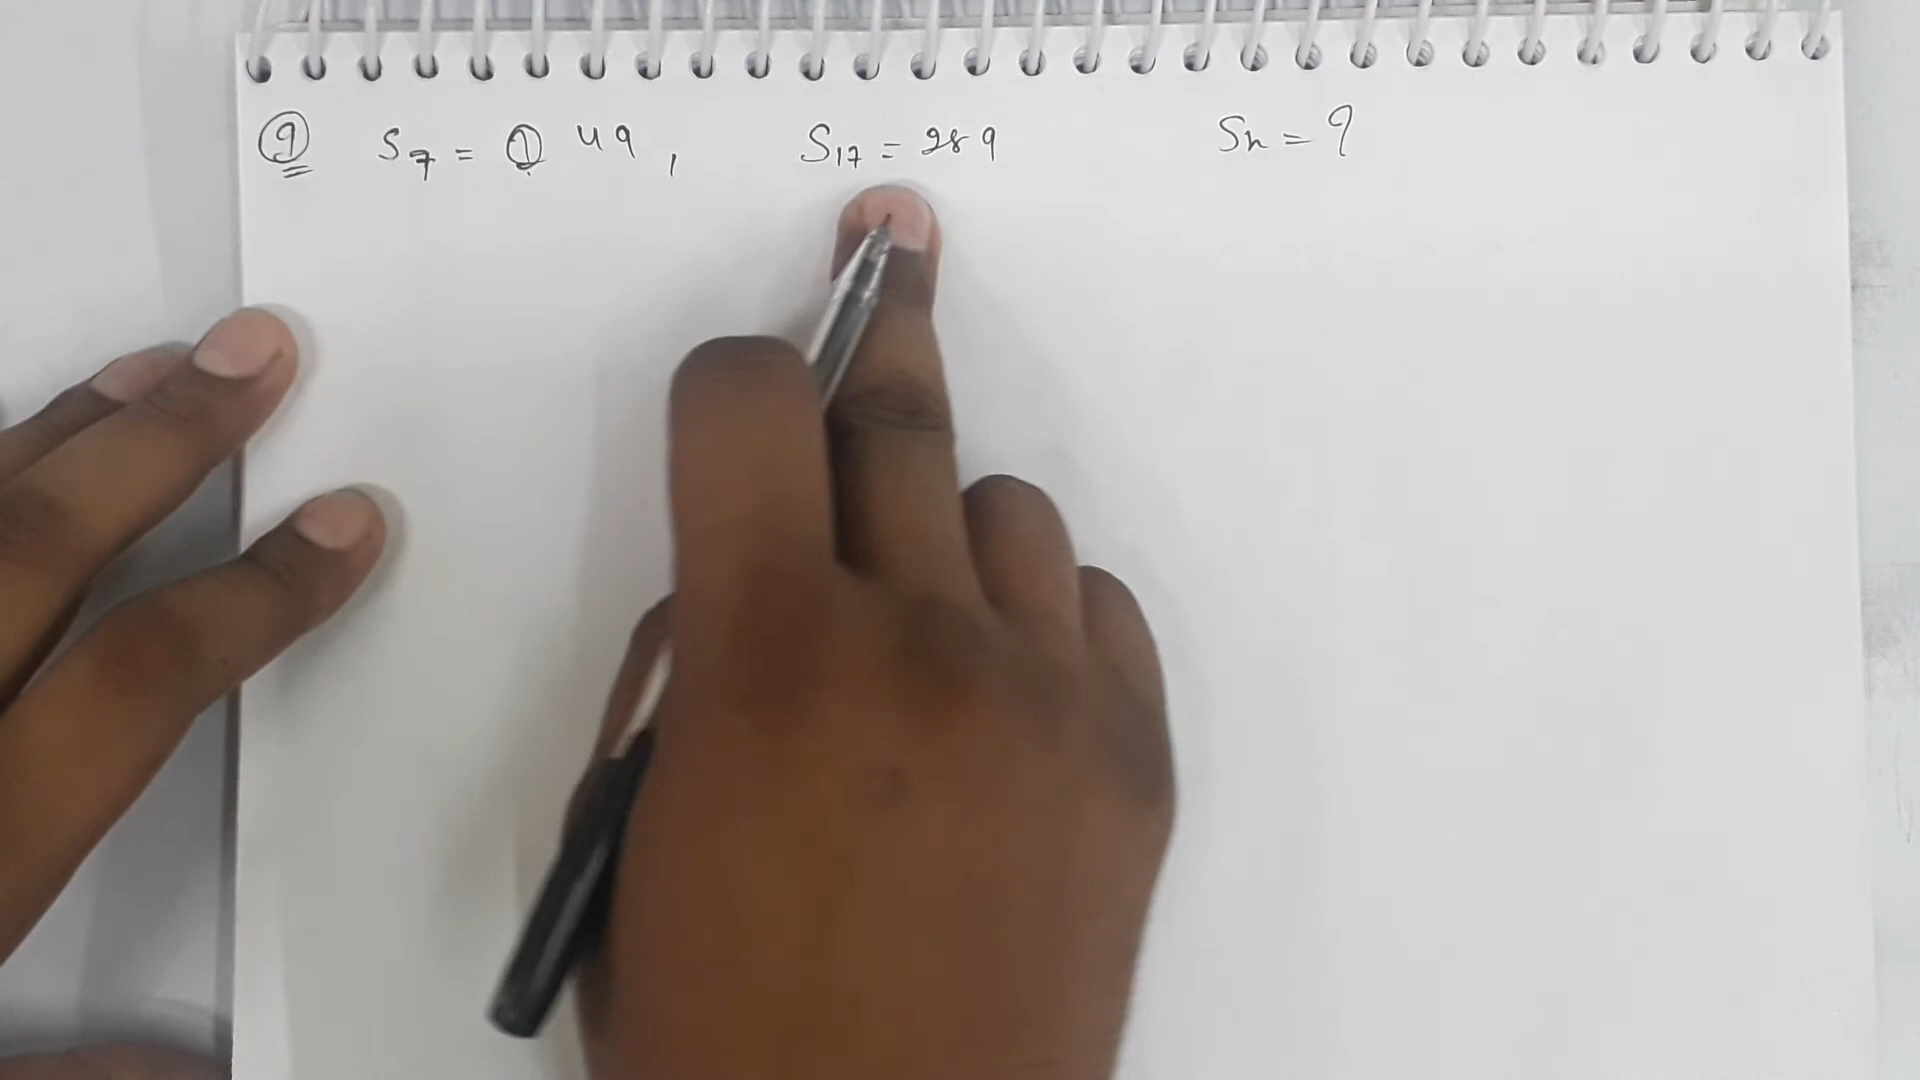 9 S₇ = 49, S₁₇ = 289 Sn = ?